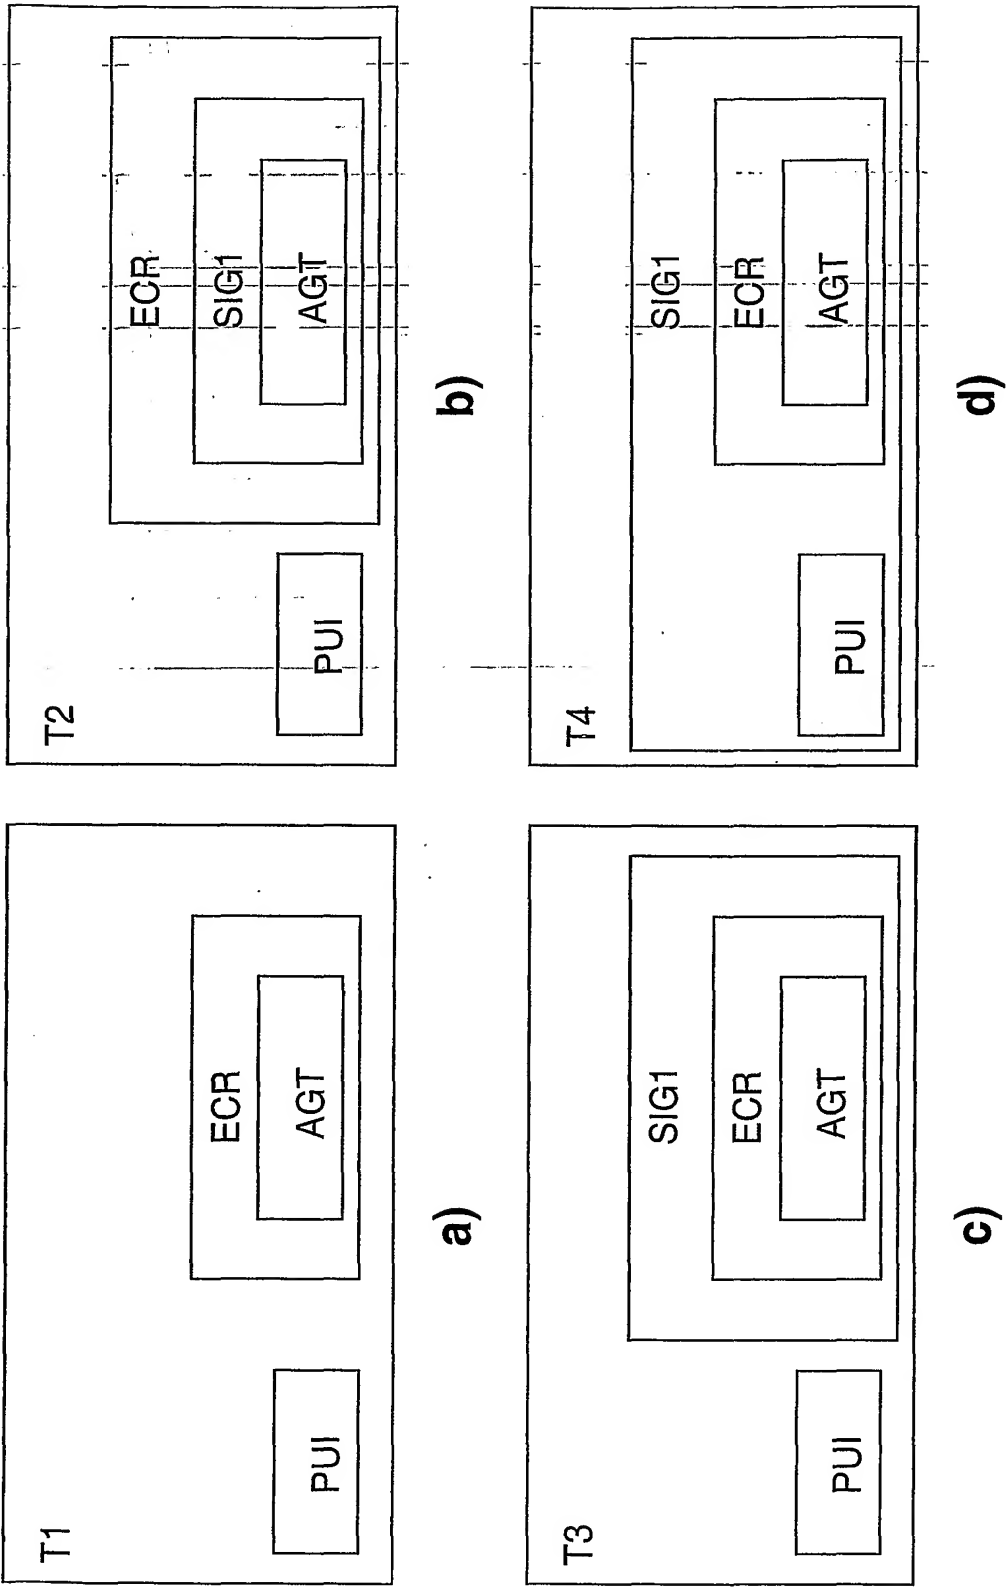 T1
PUI
ECR
AGT
a)
T2
PUI
ECR
SIG1
AGT
b)
T3
PUI
SIG1
ECR
AGT
c)
T4
PUI
SIG1
ECR
AGT
d)